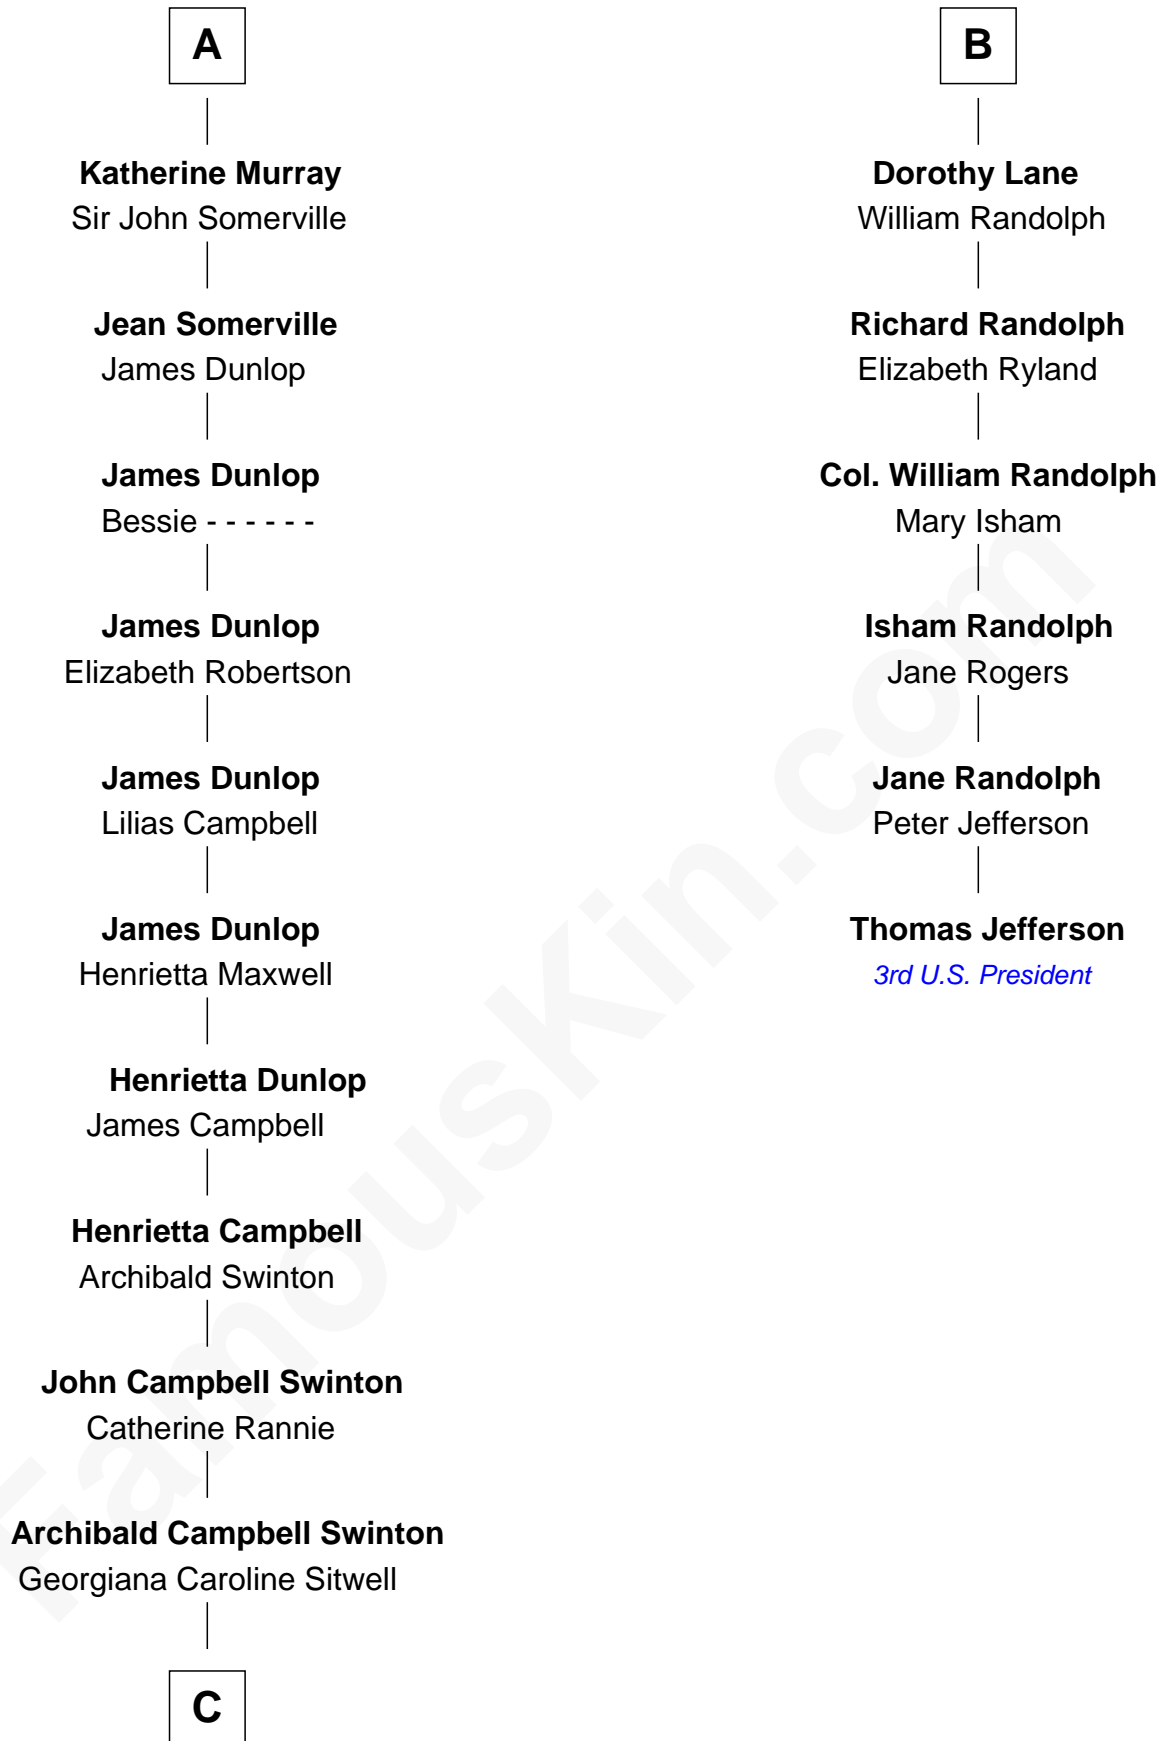 A
Katherine Murray
Sir John Somerville
Jean Somerville
James Dunlop
James Dunlop
Bessie - - - - - -
James Dunlop
Elizabeth Robertson
James Dunlop
Lilias Campbell
James Dunlop
Henrietta Maxwell
Henrietta Dunlop
James Campbell
Henrietta Campbell
Archibald Swinton
John Campbell Swinton
Catherine Rannie
Archibald Campbell Swinton
Georgiana Caroline Sitwell
C
B
Dorothy Lane
William Randolph
Richard Randolph
Elizabeth Ryland
Col. William Randolph
Mary Isham
Isham Randolph
Jane Rogers
Jane Randolph
Peter Jefferson
Thomas Jefferson
3rd U.S. President
FamousKin.com